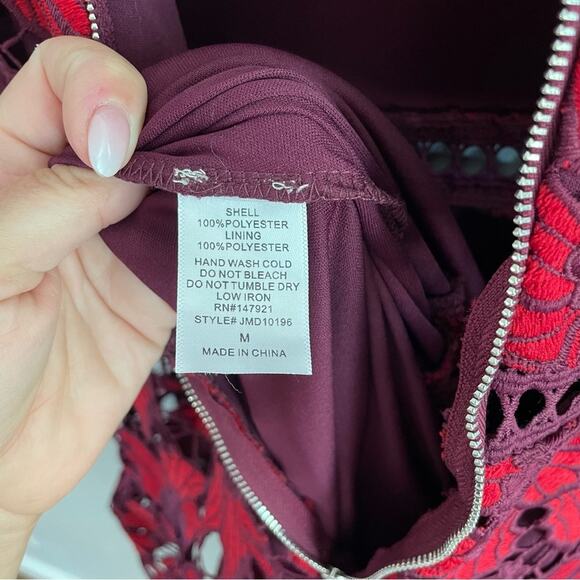 SHELL
100%POLYESTER
LINING
100%POLYESTER
HAND WASH COLD
DO NOT BLEACH
DO NOT TUMBLE DRY
LOW IRON
RN#147921
STYLE# JMD10196
M
MADE IN CHINA